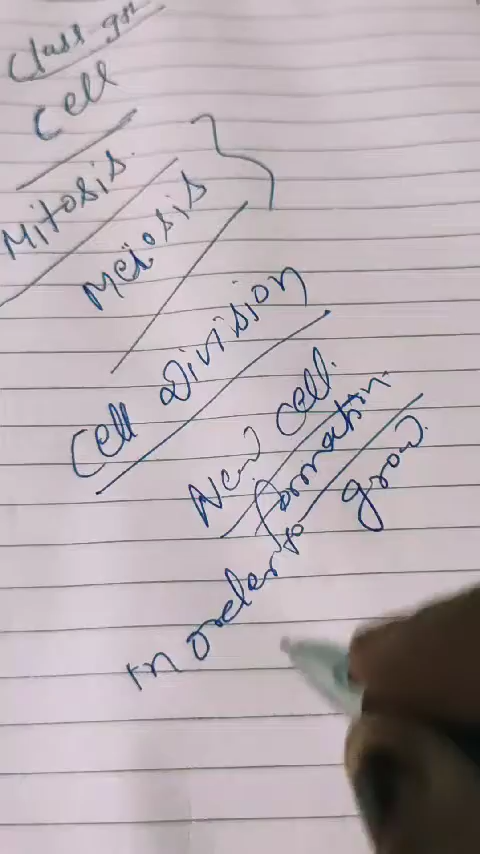 Class-9th
Cell
Mitosis.
Meiosis
Cell Division
New cell.
formation.
In order to grow.